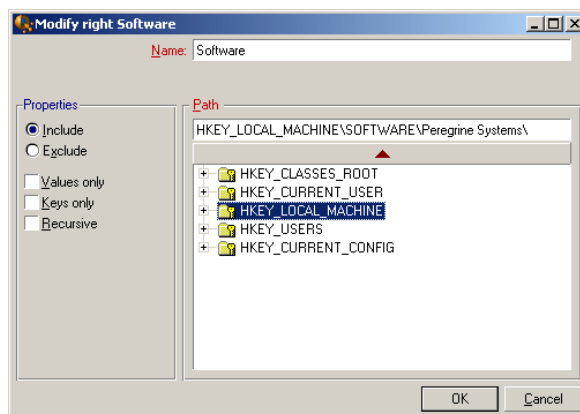 Modify right Software
Name: Software
Properties
Path
Include
HKEY_LOCAL_MACHINE\SOFTWARE\Peregrine Systems\
Exclude
HKEY_CLASSES_ROOT
Values only
HKEY_CURRENT_USER
Keys only
HKEY_LOCAL_MACHINE
Recursive
HKEY_USERS
HKEY_CURRENT_CONFIG
OK
Cancel